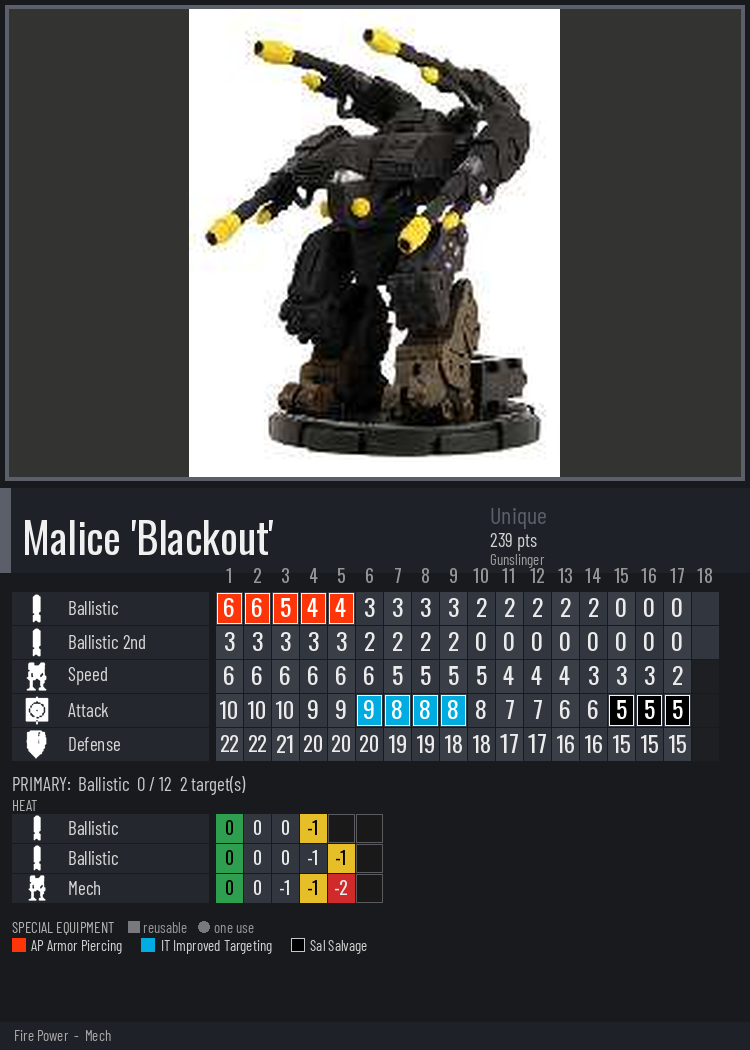 Malice 'Blackout'
Unique
239 pts
Gunslinger
1 2 3 4 5 6 7 8 9 10 11 12 13 14 15 16 17 18
Ballistic 6 6 5 4 4 3 3 3 3 2 2 2 2 2 0 0 0
Ballistic 2nd 3 3 3 3 3 2 2 2 2 0 0 0 0 0 0 0 0
Speed 6 6 6 6 6 6 5 5 5 5 4 4 4 3 3 3 2
Attack 10 10 10 9 9 9 8 8 8 8 7 7 6 6 5 5 5
Defense 22 22 21 20 20 20 19 19 18 18 17 17 16 16 15 15 15
PRIMARY: Ballistic 0 / 12 2 target(s)
HEAT
Ballistic 0 0 0 -1
Ballistic 0 0 0 -1 -1
Mech 0 0 -1 -1 -2
SPECIAL EQUIPMENT reusable one use
AP Armor Piercing IT Improved Targeting Sal Salvage
Fire Power - Mech